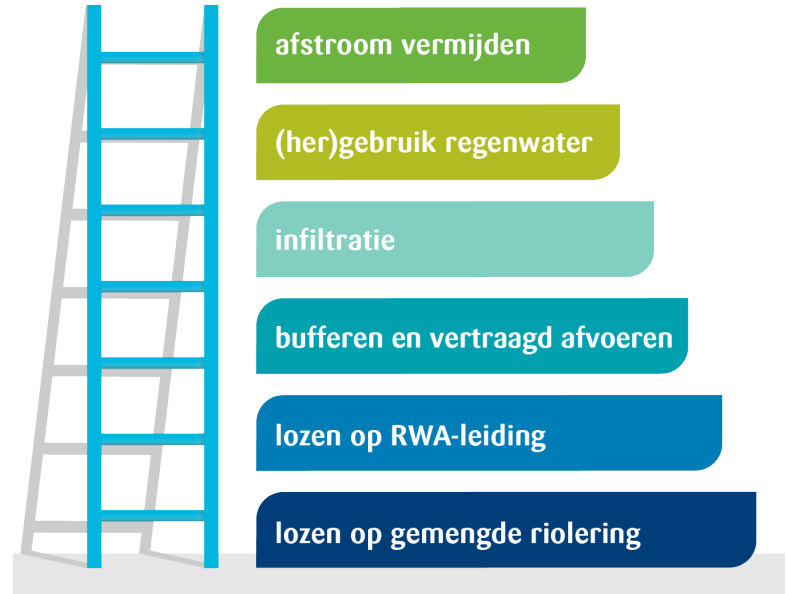 afstroom vermijden
(her)gebruik regenwater
infiltratie
bufferen en vertraagd afvoeren
lozen op RWA-leiding
lozen op gemengde riolering